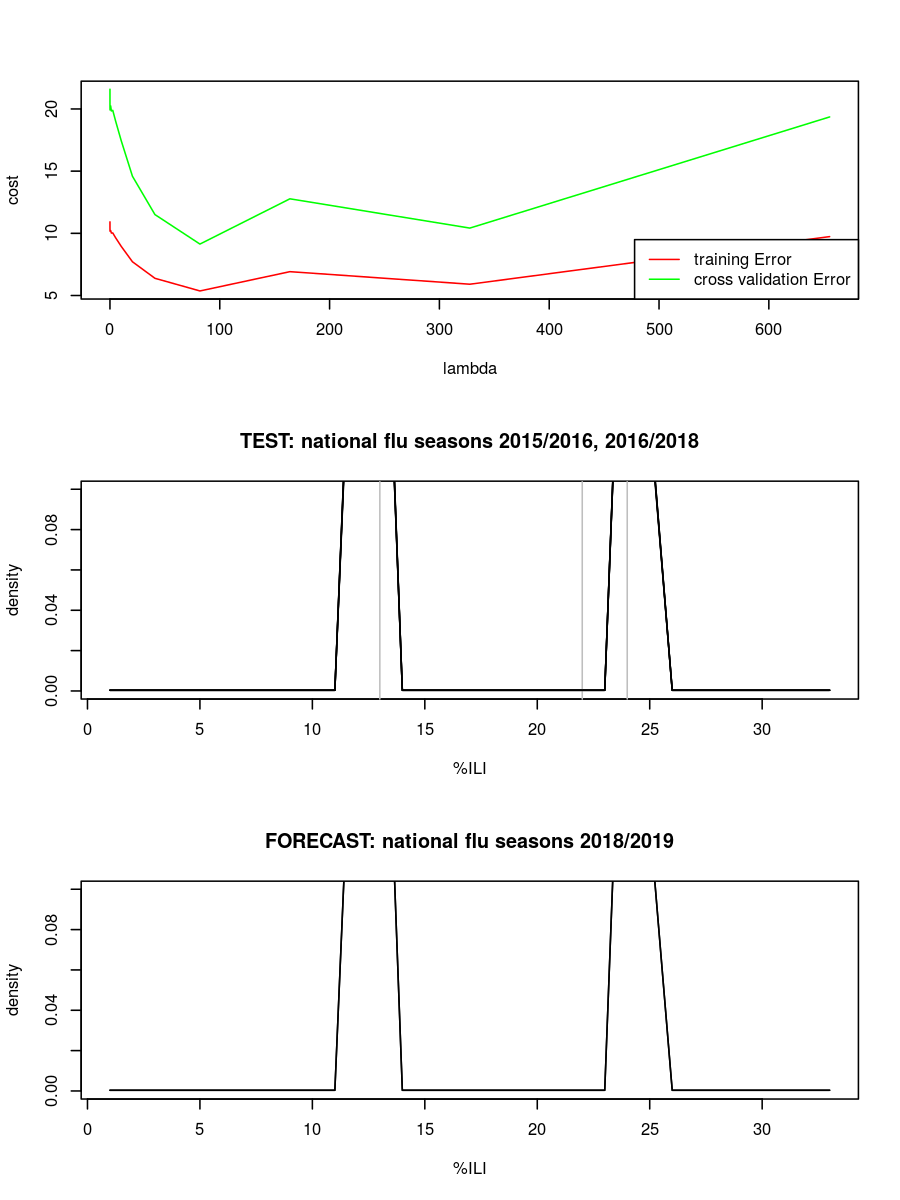 20
15
10
5
cost
training Error
cross validation Error
0 100 200 300 400 500 600
lambda
TEST: national flu seasons 2015/2016, 2016/2018
0.08
0.04
0.00
density
0 5 10 15 20 25 30
%ILI
FORECAST: national flu seasons 2018/2019
0.08
0.04
0.00
density
0 5 10 15 20 25 30
%ILI